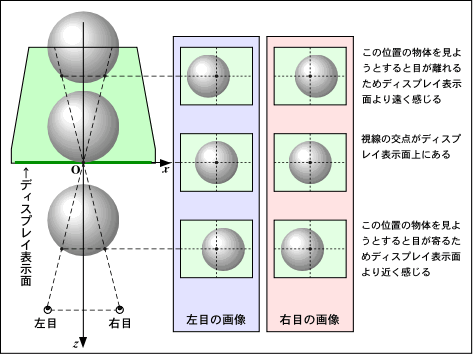 この位置の物体を見よ
うとすると目が離れる
ためディスプレイ表示
面より遠く感じる
視線の交点がディスプ
レイ表示面上にある
O
x
←ディスプレイ表示面
この位置の物体を見よ
うとすると目が寄るた
めディスプレイ表示面
より近く感じる
左目
右目
z
左目の画像
右目の画像